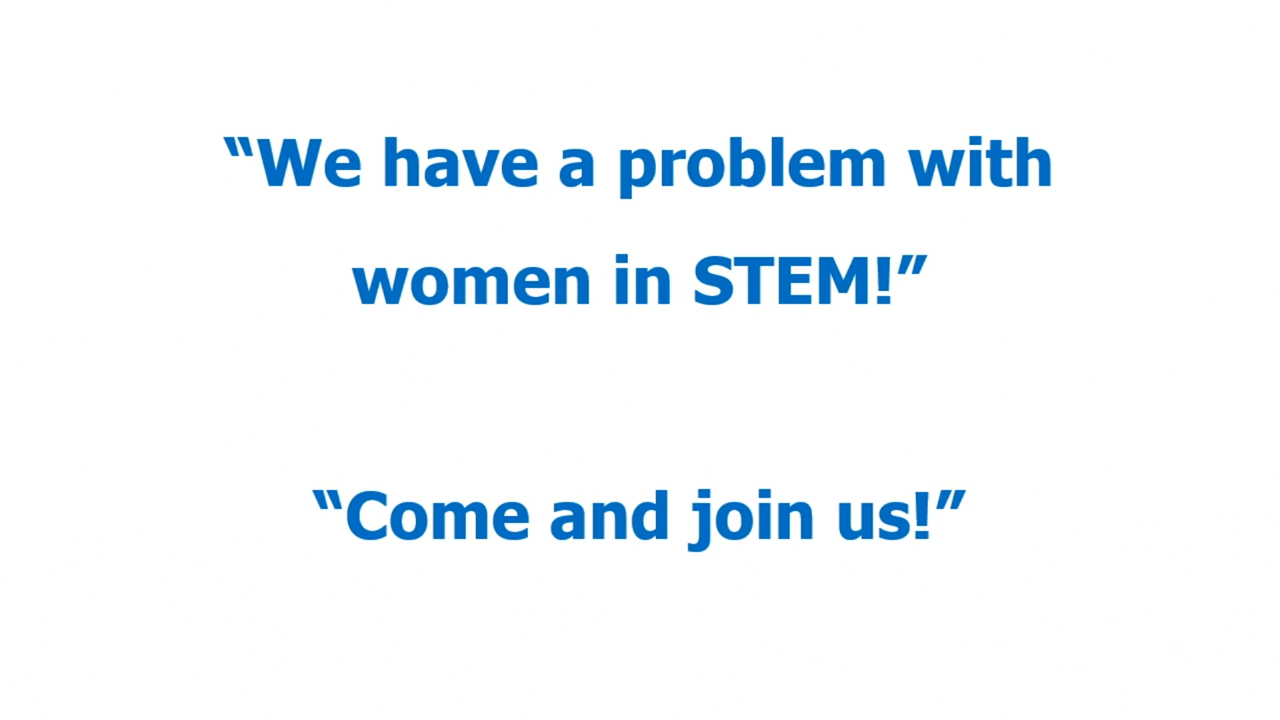 “We have a problem with
women in STEM!”
“Come and join us!”